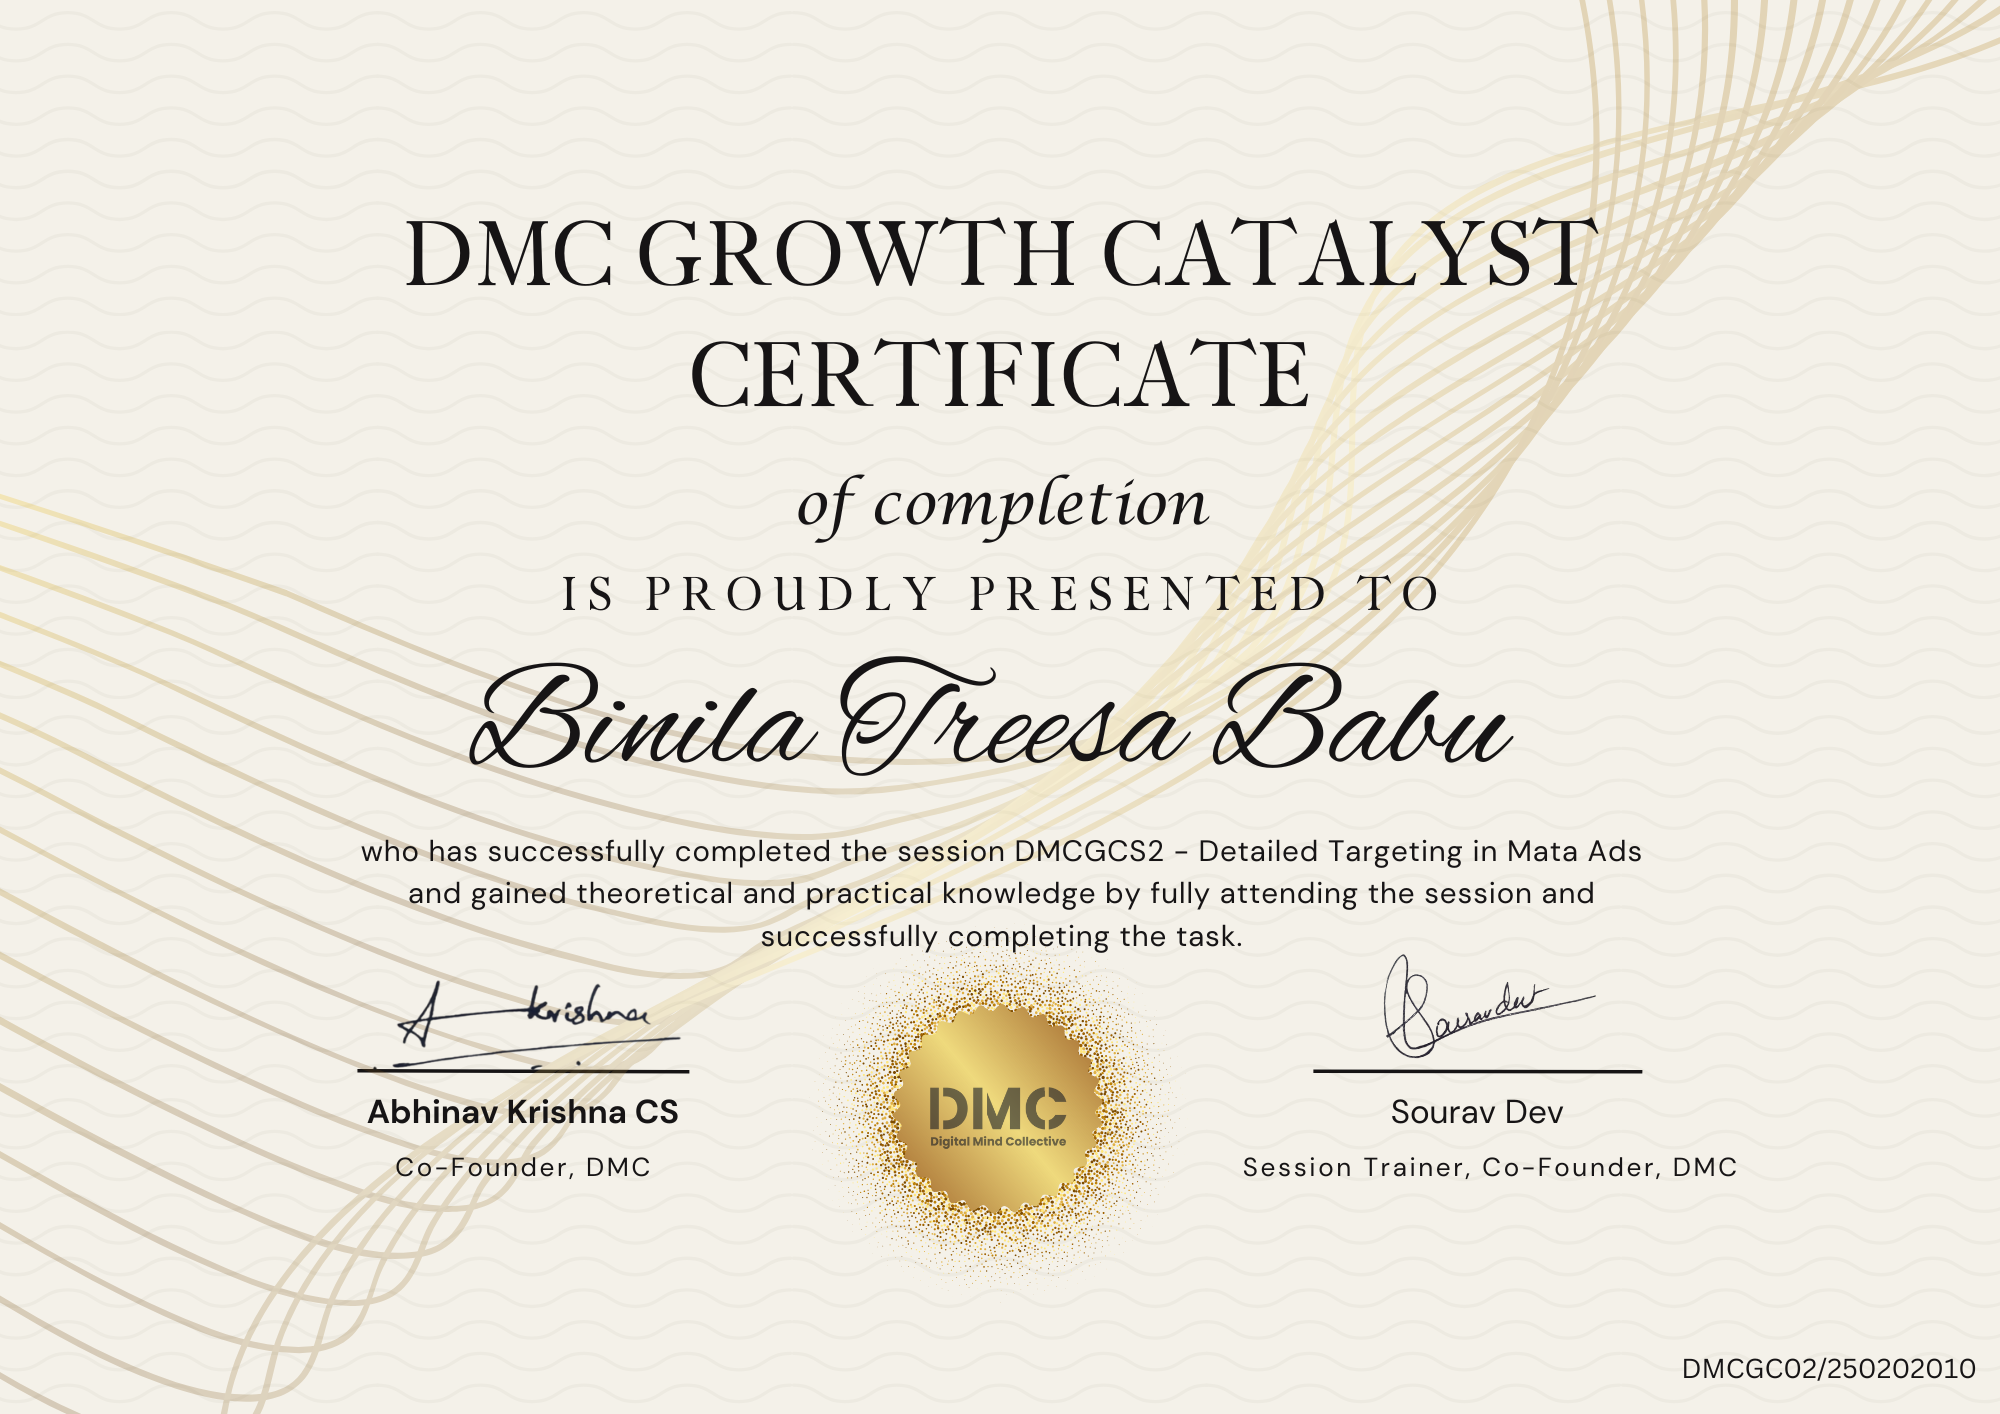 DMC GROWTH CATALYST
CERTIFICATE
of completion
IS PROUDLY PRESENTED TO
Binila Treesa Babu
who has successfully completed the session DMCGCS2 - Detailed Targeting in Mata Ads
and gained theoretical and practical knowledge by fully attending the session and
successfully completing the task.
A krishna
Souravdev
DMC
Digital Mind Collective
Abhinav Krishna CS
Sourav Dev
Co-Founder, DMC
Session Trainer, Co-Founder, DMC
DMCGC02/250202010